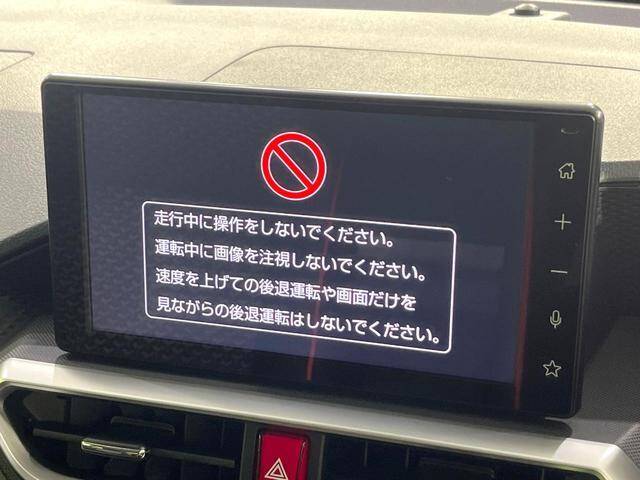 走行中に操作をしないでください。
運転中に画像を注視しないでください。
速度を上げての後退運転や画面だけを
見ながらの後退運転はしないでください。